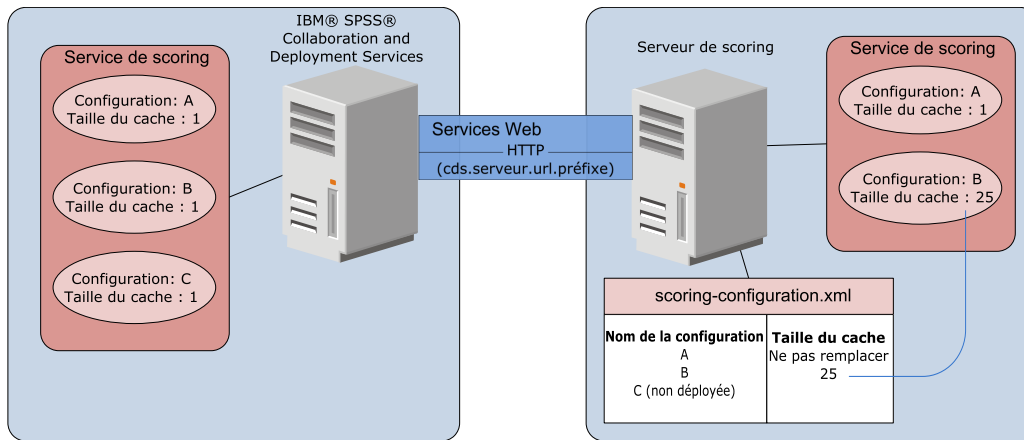 IBM® SPSS®
Collaboration and
Deployment Services
Service de scoring
Configuration: A
Taille du cache : 1
Configuration: B
Taille du cache : 1
Configuration: C
Taille du cache : 1
Services Web
HTTP
(cds.serveur.url.préfixe)
Serveur de scoring
Service de scoring
Configuration: A
Taille du cache : 1
Configuration: B
Taille du cache : 25
scoring-configuration.xml
Nom de la configuration
A
B
C (non déployée)
Taille du cache
Ne pas remplacer
25